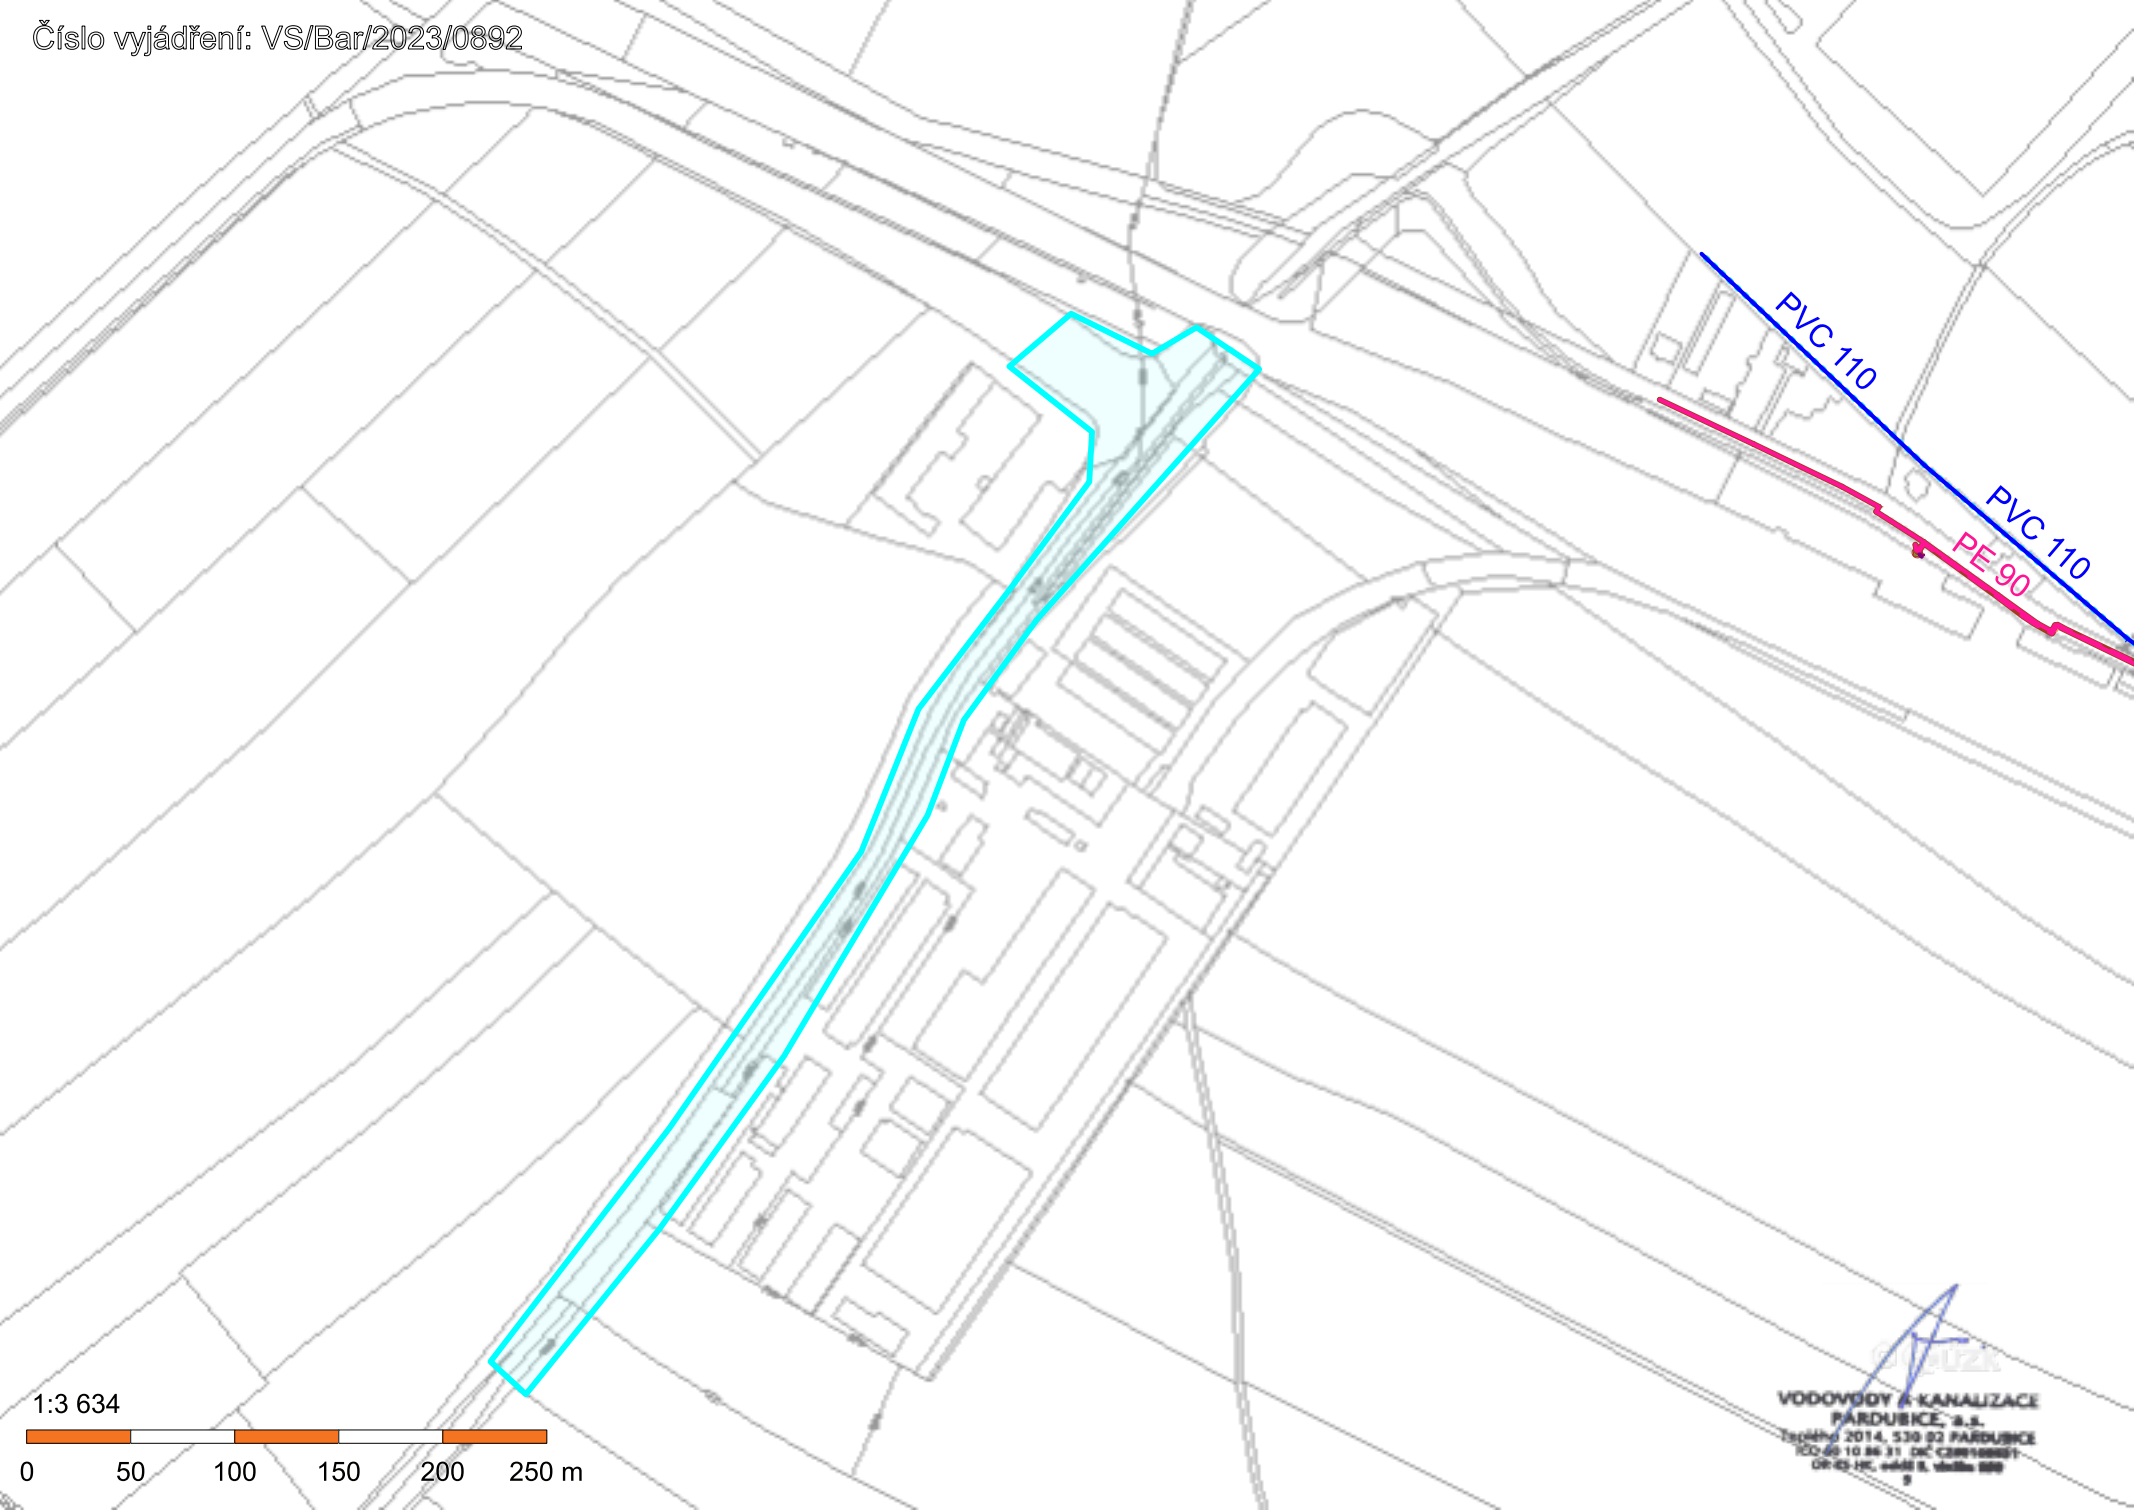 Číslo vyjádření: VS/Bar/2023/0892
PVC 110
PVC 110
PE 90
1:3 634
0 50 100 150 200 250 m
VODOVODY A KANALIZACE
PARDUBICE, a.s.
Teplého 2014, 530 02 PARDUBICE